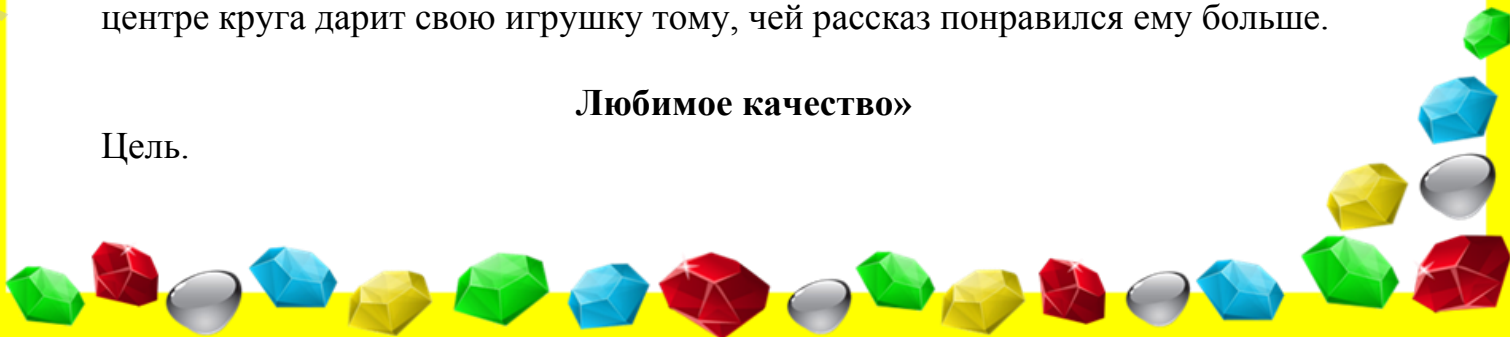 центре круга дарит свою игрушку тому, чей рассказ понравился ему больше.
Любимое качество»
Цель.